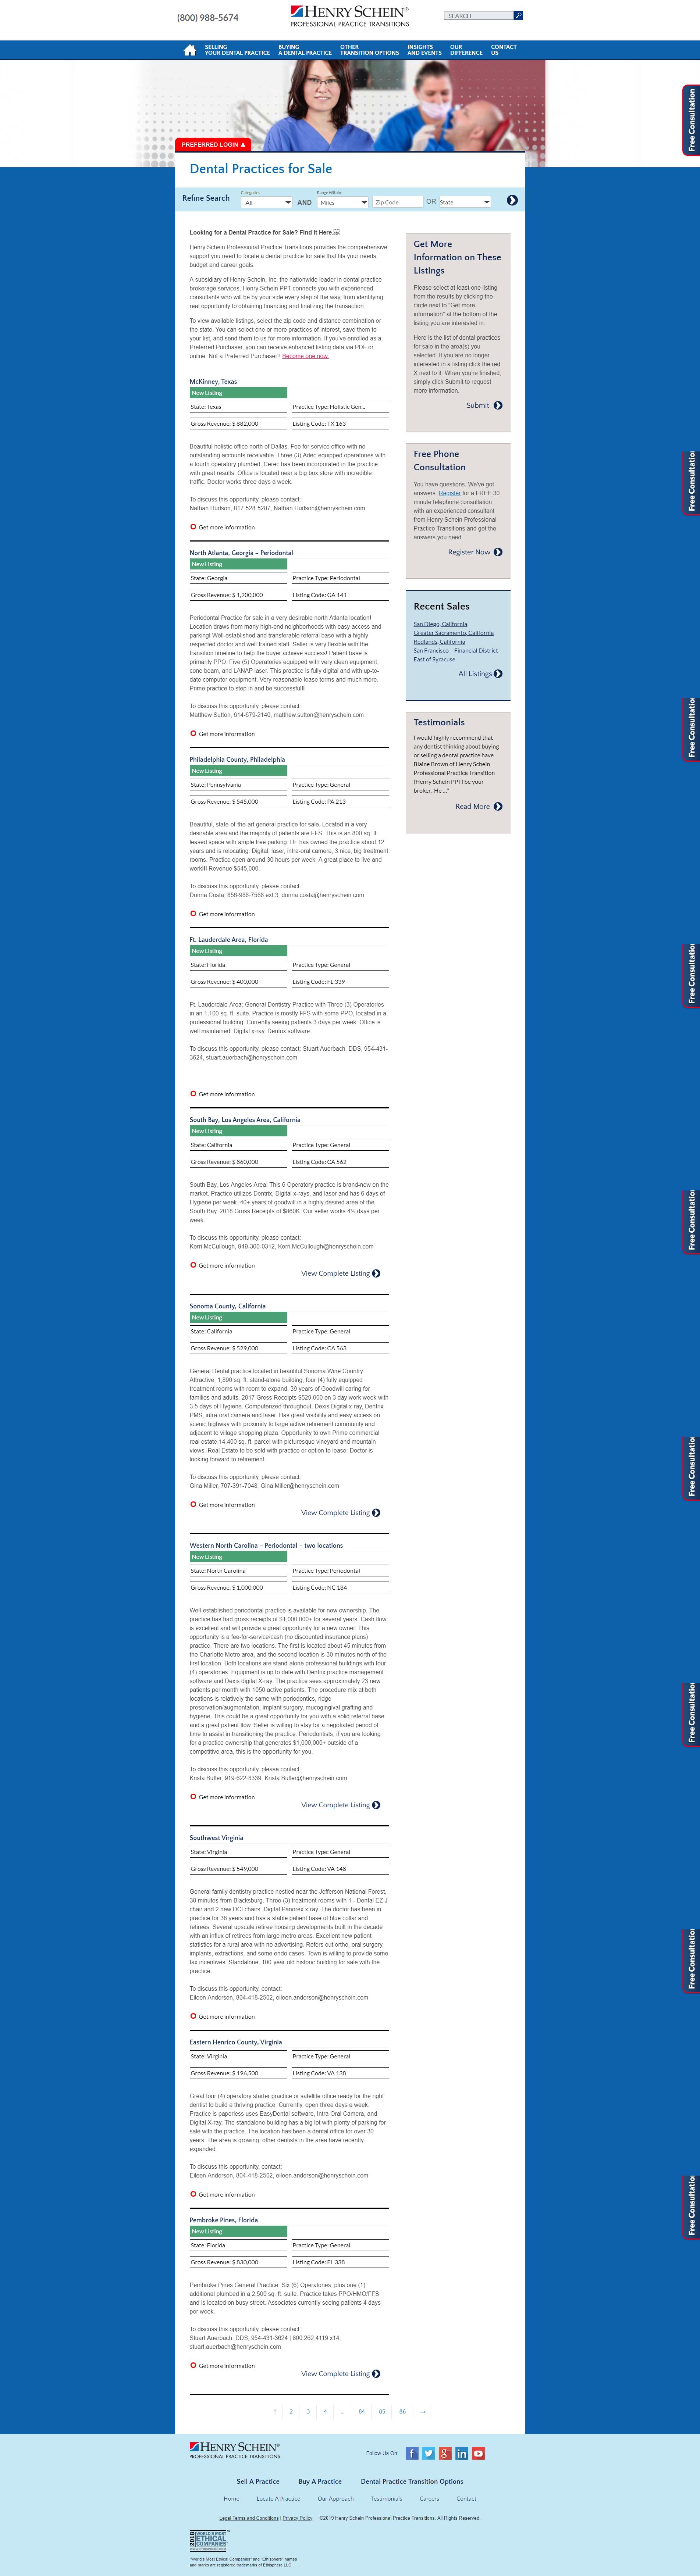 (800) 988-5674
HENRY SCHEIN®
PROFESSIONAL PRACTICE TRANSITIONS
SEARCH
SELLING
YOUR DENTAL PRACTICE
BUYING
A DENTAL PRACTICE
OTHER
TRANSITION OPTIONS
INSIGHTS
AND EVENTS
OUR
DIFFERENCE
CONTACT
US
Free Consultation
PREFERRED LOGIN ▲
Dental Practices for Sale
Refine Search
Categories
- All -
AND
Range Within:
- Miles -
Zip Code
OR
State
Looking for a Dental Practice for Sale? Find It Here.
Henry Schein Professional Practice Transitions provides the comprehensive
support you need to locate a dental practice for sale that fits your needs,
budget and career goals.
A subsidiary of Henry Schein, Inc. the nationwide leader in dental practice
brokerage services, Henry Schein PPT connects you with experienced
consultants who will be by your side every step of the way, from identifying
real opportunity to obtaining financing and finalizing the transaction.
To view available listings, select the zip code and distance combination or
the state. You can select one or more practices of interest, save them to
your list, and send them to us for more information. If you've enrolled as a
Preferred Purchaser, you can receive enhanced listing data via PDF or
online. Not a Preferred Purchaser? Become one now.
McKinney, Texas
New Listing
State: Texas
Practice Type: Holistic Gen...
Gross Revenue: $ 882,000
Listing Code: TX 163
Beautiful holistic office north of Dallas. Fee for service office with no
outstanding accounts receivable. Three (3) Adec equipped operatories with
a fourth operatory plumbed. Cerec has been incorporated in the practice
with great results. Office is located near a big box store with incredible
traffic. Doctor works three days a week.
To discuss this opportunity, please contact:
Nathan Hudson, 817-528-5287, Nathan.Hudson@henryschein.com
Get more information
North Atlanta, Georgia – Periodontal
New Listing
State: Georgia
Practice Type: Periodontal
Gross Revenue: $ 1,200,000
Listing Code: GA 141
Periodontal Practice for sale in a very desirable north Atlanta location!!
Location draws from many high-end neighborhoods with easy access and
parking! Well-established and transferable referral base with a highly
respected doctor and well-trained staff. Seller is very flexible with the
transition timeline to help the buyer achieve success! Patient base is
primarily PPO. Five (5) Operatories equipped with very clean equipment,
cone beam, and LANAP laser. This practice is fully digital and with up-to-
date computer equipment. Very reasonable lease terms and much more.
Prime practice to step in and be successful!!
To discuss this opportunity, please contact:
Matthew Sutton, 614-679-2140, matthew.sutton@henryschein.com
Get more information
Philadelphia County, Philadelphia
New Listing
State: Pennsylvania
Practice Type: General
Gross Revenue: $ 545,000
Listing Code: PA 213
Beautiful, state-of-the-art general practice for sale. Located in a very
desirable area and the majority of patients are FFS. This is an 800 sq. ft.
leased space with ample free parking. Dr. has owned the practice about 12
years and is relocating. Digital, laser, intra-oral camera, 3 nice, big treatment
rooms. Practice open around 30 hours per week. A great place to live and
work!!! Revenue $545,000.
To discuss this opportunity, please contact:
Donna Costa, 856-988-7588 ext 3, donna.costa@henryschein.com
Get more information
Ft. Lauderdale Area, Florida
New Listing
State: Florida
Practice Type: General
Gross Revenue: $ 400,000
Listing Code: FL 339
Ft. Lauderdale Area: General Dentistry Practice with Three (3) Operatories
in an 1,100 sq. ft. suite. Practice is mostly FFS with some PPO, located in a
professional building. Currently seeing patients 3 days per week. Office is
well maintained. Digital x-ray, Dentrix software.
To discuss this opportunity, please contact: Stuart Auerbach, DDS, 954-431-
3624, stuart.auerbach@henryschein.com
Get more information
South Bay, Los Angeles Area, California
New Listing
State: California
Practice Type: General
Gross Revenue: $ 860,000
Listing Code: CA 562
South Bay, Los Angeles Area: This 6 Operatory practice is brand-new on the
market. Practice utilizes Dentrix, Digital x-rays, and laser and has 6 days of
Hygiene per week. 40+ years of goodwill in a highly desired area of the
South Bay. 2018 Gross Receipts of $860K. Our seller works 4½ days per
week.
To discuss this opportunity, please contact:
Kerri McCullough, 949-300-0312, Kerri.McCullough@henryschein.com
Get more information
View Complete Listing
Sonoma County, California
New Listing
State: California
Practice Type: General
Gross Revenue: $ 529,000
Listing Code: CA 563
General Dental practice located in beautiful Sonoma Wine Country.
Attractive, 1,890 sq. ft. stand-alone building, four (4) fully equipped
treatment rooms with room to expand. 39 years of Goodwill caring for
families and adults. 2017 Gross Receipts $529,000 on 3 day work week with
3.5 days of Hygiene. Computerized throughout, Dexis Digital x-ray, Dentrix
PMS, intra-oral camera and laser. Has great visibility and easy access on
scenic highway with proximity to large active retirement community and
adjacent to village shopping plaza. Opportunity to own Prime commercial
real estate,14,400 sq. ft. parcel with picturesque vineyard and mountain
views. Real Estate to be sold with practice or option to lease. Doctor is
looking forward to retirement.
To discuss this opportunity, please contact:
Gina Miller, 707-391-7048, Gina.Miller@henryschein.com
Get more information
View Complete Listing
Western North Carolina – Periodontal – two locations
New Listing
State: North Carolina
Practice Type: Periodontal
Gross Revenue: $ 1,000,000
Listing Code: NC 184
Well-established periodontal practice is available for new ownership. The
practice has had gross receipts of $1,000,000+ for several years. Cash flow
is excellent and will provide a great opportunity for a new owner. This
opportunity is a fee-for-service/cash (no discounted insurance plans)
practice. There are two locations. The first is located about 45 minutes from
the Charlotte Metro area, and the second location is 30 minutes north of the
first location. Both locations are stand-alone professional buildings with four
(4) operatories. Equipment is up to date with Dentrix practice management
software and Dexis digital X-ray. The practice sees approximately 23 new
patients per month with 1050 active patients. The procedure mix at both
locations is relatively the same with periodontics, ridge
preservation/augmentation, implant surgery, mucogingival grafting and
hygiene. This could be a great opportunity for you with a solid referral base
and a great patient flow. Seller is willing to stay for a negotiated period of
time to assist in transitioning the practice. Periodontists, if you are looking
for a practice ownership that generates $1,000,000+ outside of a
competitive area, this is the opportunity for you.
To discuss this opportunity, please contact:
Krista Butler, 919-622-8339, Krista.Butler@henryschein.com
Get more information
View Complete Listing
Southwest Virginia
State: Virginia
Practice Type: General
Gross Revenue: $ 549,000
Listing Code: VA 148
General family dentistry practice nestled near the Jefferson National Forest,
30 minutes from Blacksburg. Three (3) treatment rooms with 1 - Dental EZ J
chair and 2 new DCI chairs. Digital Panorex x-ray. The doctor has been in
practice for 38 years and has a stable patient base of blue collar and
retirees. Several upscale retiree housing developments built in the decade
with an influx of retirees from large metro areas. Excellent new patient
statistics for a rural area with no advertising. Refers out ortho, oral surgery,
implants, extractions, and some endo cases. Town is willing to provide some
tax incentives. Standalone, 100-year-old historic building for sale with the
practice.
To discuss this opportunity, contact:
Eileen Anderson, 804-418-2502, eileen.anderson@henryschein.com
Get more information
Eastern Henrico County, Virginia
State: Virginia
Practice Type: General
Gross Revenue: $ 196,500
Listing Code: VA 138
Great four (4) operatory starter practice or satellite office ready for the right
dentist to build a thriving practice. Currently, open three days a week.
Practice is paperless uses EasyDental software, Intra Oral Camera, and
Digital X-ray. The standalone building has a big lot with plenty of parking for
sale with the practice. The location has been a dental office for over 30
years. The area is growing, other dentists in the area have recently
expanded.
To discuss this opportunity, contact:
Eileen Anderson, 804-418-2502, eileen.anderson@henryschein.com
Get more information
Pembroke Pines, Florida
New Listing
State: Florida
Practice Type: General
Gross Revenue: $ 830,000
Listing Code: FL 338
Pembroke Pines General Practice: Six (6) Operatories, plus one (1)
additional plumbed in a 2,500 sq. ft. suite. Practice takes PPO/HMO/FFS
and is located on busy street. Associates currently seeing patients 4 days
per week.
To discuss this opportunity, please contact:
Stuart Auerbach, DDS, 954-431-3624 | 800.262.4119 x14,
stuart.auerbach@henryschein.com
Get more information
View Complete Listing
1 2 3 4 ... 84 85 86 →
Get More
Information on These
Listings
Please select at least one listing
from the results by clicking the
circle next to "Get more
information" at the bottom of the
listing you are interested in.
Here is the list of dental practices
for sale in the area(s) you
selected. If you are no longer
interested in a listing click the red
X next to it. When you're finished,
simply click Submit to request
more information.
Submit
Free Phone
Consultation
You have questions. We've got
answers. Register for a FREE 30-
minute telephone consultation
with an experienced consultant
from Henry Schein Professional
Practice Transitions and get the
answers you need.
Register Now
Recent Sales
San Diego, California
Greater Sacramento, California
Redlands, California
San Francisco – Financial District
East of Syracuse
All Listings
Testimonials
I would highly recommend that
any dentist thinking about buying
or selling a dental practice have
Blaine Brown of Henry Schein
Professional Practice Transition
(Henry Schein PPT) be your
broker. He ..."
Read More
Free Consultation
Free Consultation
Free Consultation
Free Consultation
Free Consultation
Free Consultation
Free Consultation
Free Consultation
HENRY SCHEIN®
PROFESSIONAL PRACTICE TRANSITIONS
Follow Us On:
Sell A Practice
Buy A Practice
Dental Practice Transition Options
Home
Locate A Practice
Our Approach
Testimonials
Careers
Contact
Legal Terms and Conditions | Privacy Policy ©2019 Henry Schein Professional Practice Transitions. All Rights Reserved
2018 WORLD'S MOST
ETHICAL
COMPANIES
"World's Most Ethical Companies" and "Ethisphere" names
and marks are registered trademarks of Ethisphere LLC.